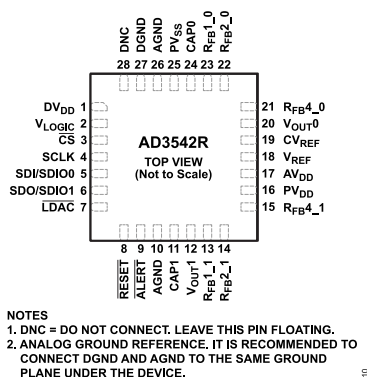 DNC
DGND
AGND
PVSS
CAP0
RFB1_0
RFB2_0
28 27 26 25 24 23 22
DVDD 1
VLOGIC 2
CS 3
SCLK 4
SDI/SDIO0 5
SDO/SDIO1 6
LDAC 7
AD3542R
TOP VIEW
(Not to Scale)
21 RFB4_0
20 VOUT0
19 CVREF
18 VREF
17 AVDD
16 PVDD
15 RFB4_1
8 9 10 11 12 13 14
RESET
ALERT
AGND
CAP1
VOUT1
RFB1_1
RFB2_1
NOTES
1. DNC = DO NOT CONNECT. LEAVE THIS PIN FLOATING.
2. ANALOG GROUND REFERENCE. IT IS RECOMMENDED TO
CONNECT DGND AND AGND TO THE SAME GROUND
PLANE UNDER THE DEVICE.
10